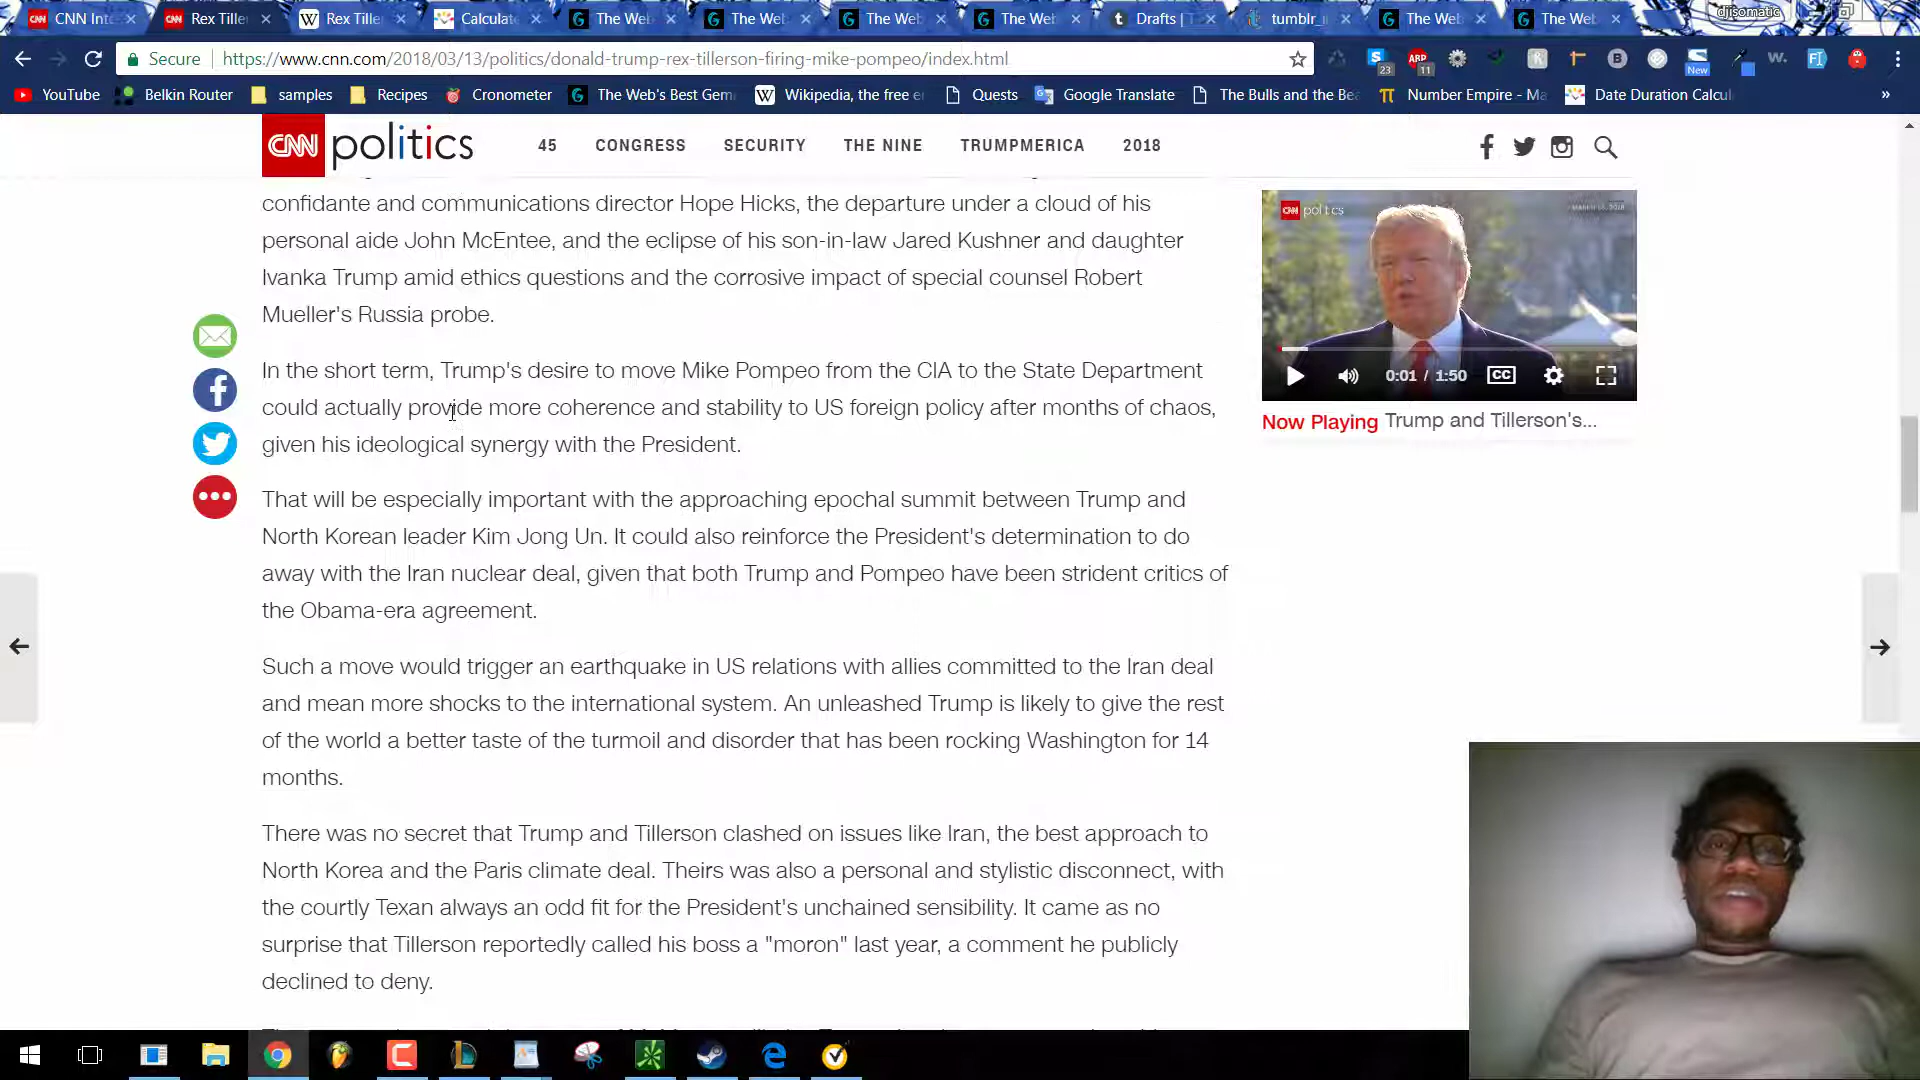 CNN Inte
Rex Tiller
Rex Tille
Calculate
The Web
The Web
The Web
The Web
Drafts | T
tumblr_i
The Web
The Web
djisomatic
Secure
https://www.cnn.com/2018/03/13/politics/donald-trump-rex-tillerson-firing-mike-pompeo/index.html
23
ABP
11
New
YouTube
Belkin Router
samples
Recipes
Cronometer
The Web's Best Gem
Wikipedia, the free e
Quests
Google Translate
The Bulls and the Be
Number Empire - Ma
Date Duration Calcul
»
CNN politics
45
CONGRESS
SECURITY
THE NINE
TRUMPMERICA
2018
confidante and communications director Hope Hicks, the departure under a cloud of his
personal aide John McEntee, and the eclipse of his son-in-law Jared Kushner and daughter
Ivanka Trump amid ethics questions and the corrosive impact of special counsel Robert
Mueller's Russia probe.
In the short term, Trump's desire to move Mike Pompeo from the CIA to the State Department
could actually provide more coherence and stability to US foreign policy after months of chaos,
given his ideological synergy with the President.
That will be especially important with the approaching epochal summit between Trump and
North Korean leader Kim Jong Un. It could also reinforce the President's determination to do
away with the Iran nuclear deal, given that both Trump and Pompeo have been strident critics of
the Obama-era agreement.
Such a move would trigger an earthquake in US relations with allies committed to the Iran deal
and mean more shocks to the international system. An unleashed Trump is likely to give the rest
of the world a better taste of the turmoil and disorder that has been rocking Washington for 14
months.
There was no secret that Trump and Tillerson clashed on issues like Iran, the best approach to
North Korea and the Paris climate deal. Theirs was also a personal and stylistic disconnect, with
the courtly Texan always an odd fit for the President's unchained sensibility. It came as no
surprise that Tillerson reportedly called his boss a "moron" last year, a comment he publicly
declined to deny.
CNN politics
0:01 / 1:50
CC
Now Playing Trump and Tillerson's...